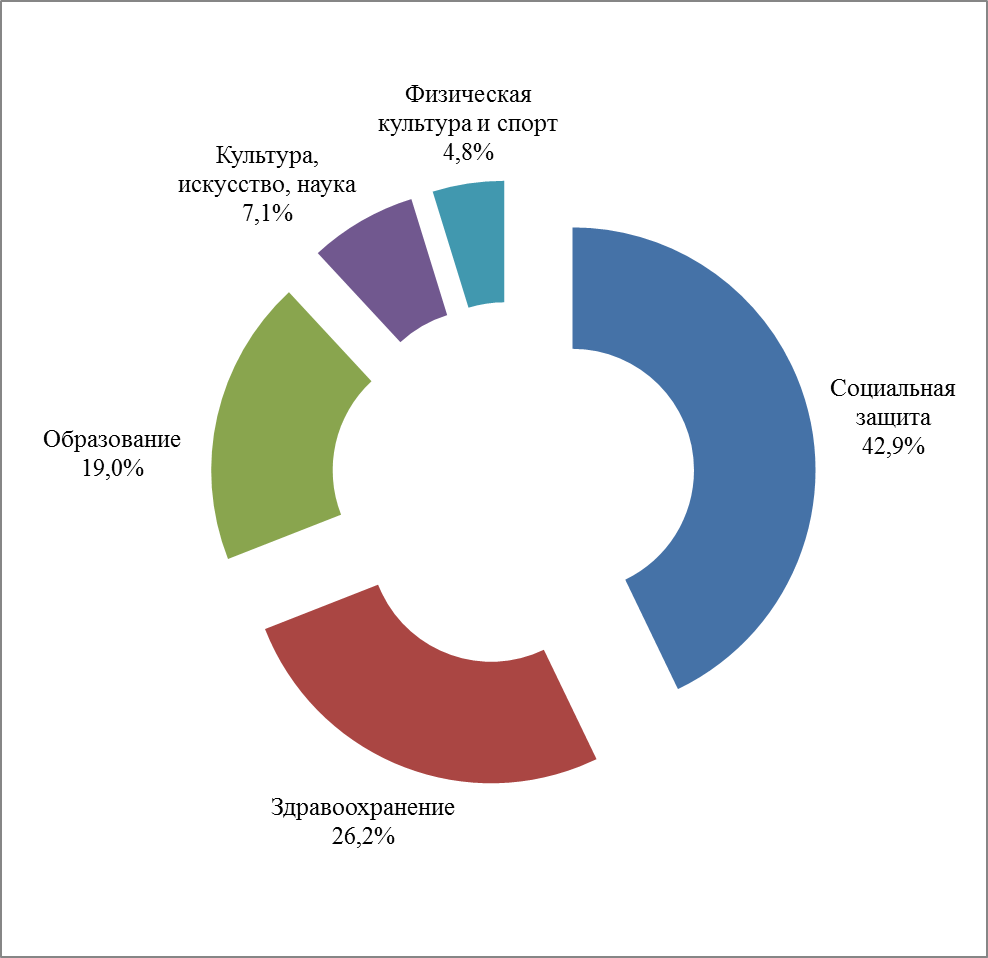 Физическая
культура и спорт
4,8%
Культура,
искусство, наука
7,1%
Социальная
защита
42,9%
Образование
19,0%
Здравоохранение
26,2%